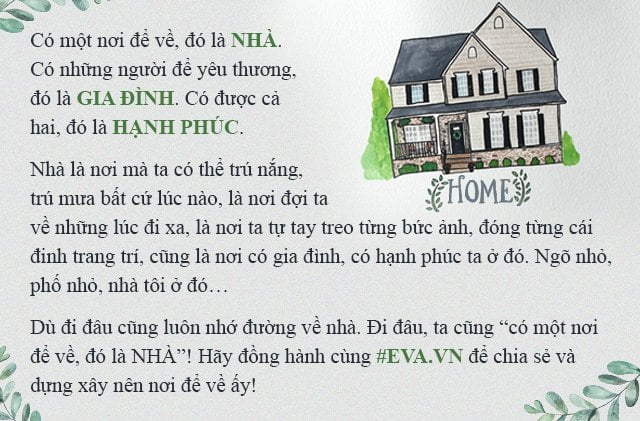 Có một nơi để về, đó là NHÀ.
Có những người để yêu thương,
đó là GIA ĐÌNH. Có được cả
hai, đó là HẠNH PHÚC.
HOME
Nhà là nơi mà ta có thể trú nắng,
trú mưa bất cứ lúc nào, là nơi đợi ta
về những lúc đi xa, là nơi ta tự tay treo từng bức ảnh, đóng từng cái
đinh trang trí, cũng là nơi có gia đình, có hạnh phúc ta ở đó. Ngõ nhỏ,
phố nhỏ, nhà tôi ở đó…
Dù đi đâu cũng luôn nhớ đường về nhà. Đi đâu, ta cũng “có một nơi
để về, đó là NHÀ”! Hãy đồng hành cùng #EVA.VN để chia sẻ và
dựng xây nên nơi để về ấy!